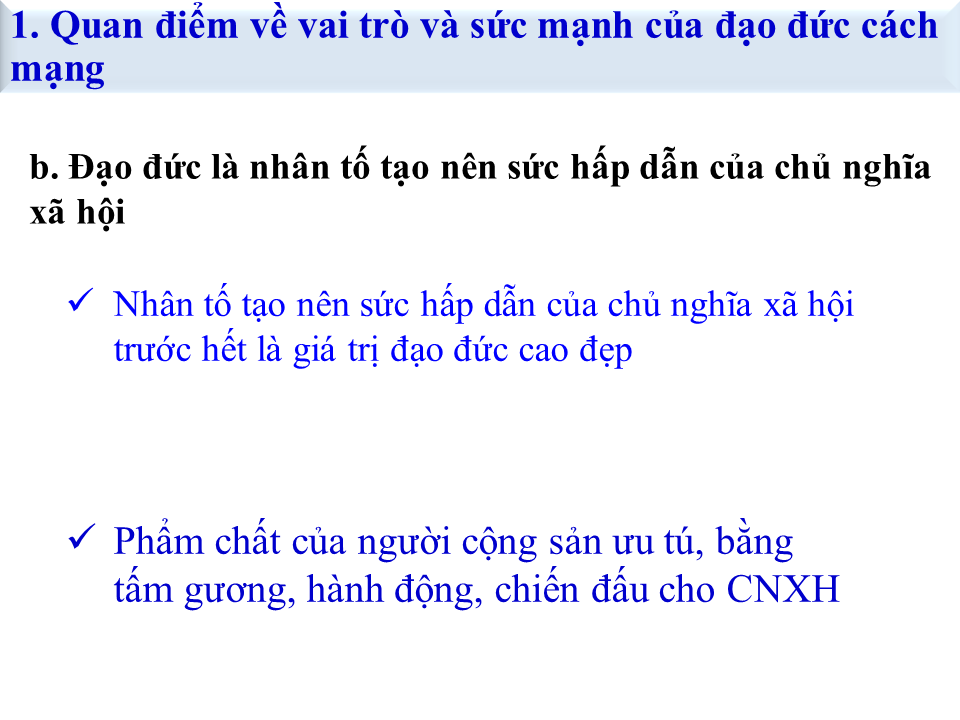 1. Quan điểm về vai trò và sức mạnh của đạo đức cách
mạng
b. Đạo đức là nhân tố tạo nên sức hấp dẫn của chủ nghĩa
xã hội
✓ Nhân tố tạo nên sức hấp dẫn của chủ nghĩa xã hội
trước hết là giá trị đạo đức cao đẹp
✓ Phẩm chất của người cộng sản ưu tú, bằng
tấm gương, hành động, chiến đấu cho CNXH